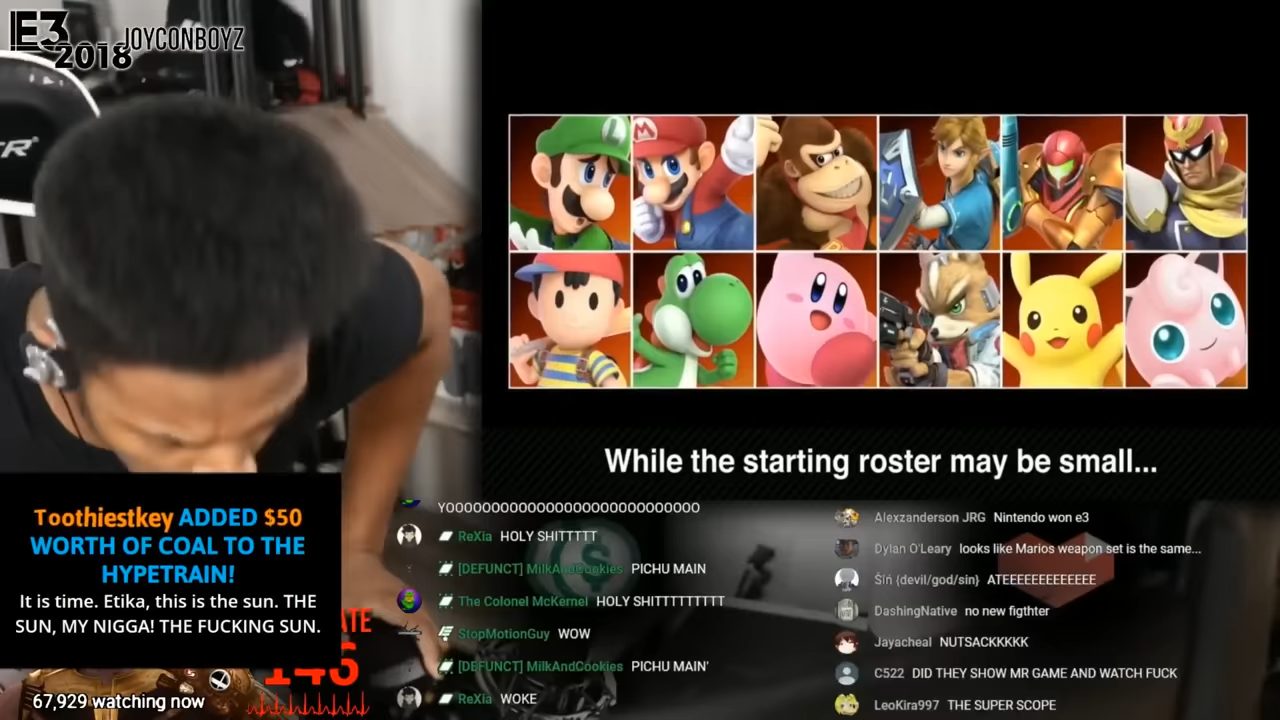 E3
2018
JOYCONBOYZ
R
L
M
While the starting roster may be small...
Toothiestkey ADDED $50
WORTH OF COAL TO THE
HYPETRAIN!
It is time. Etika, this is the sun. THE
SUN, MY NIGGA! THE FUCKING SUN.
67,929 watching now
146
YOOOOOOOOOOOOOOOOOOOOOOOOOOO
ReXia HOLY SHITTTTT
[DEFUNCT] MilkAndCookies PICHU MAIN
The Colonel McKernel HOLY SHITTTTTTTTT
StopMotionGuy WOW
[DEFUNCT] MilkAndCookies PICHU MAIN'
ReXia WOKE
Alexzanderson JRG Nintendo won e3
Dylan O'Leary looks like Marios weapon set is the same...
Šiń {devil/god/sin} ATEEEEEEEEEEEEE
DashingNative no new figthter
Jayacheal NUTSACKKKKK
C522 DID THEY SHOW MR GAME AND WATCH FUCK
LeoKira997 THE SUPER SCOPE